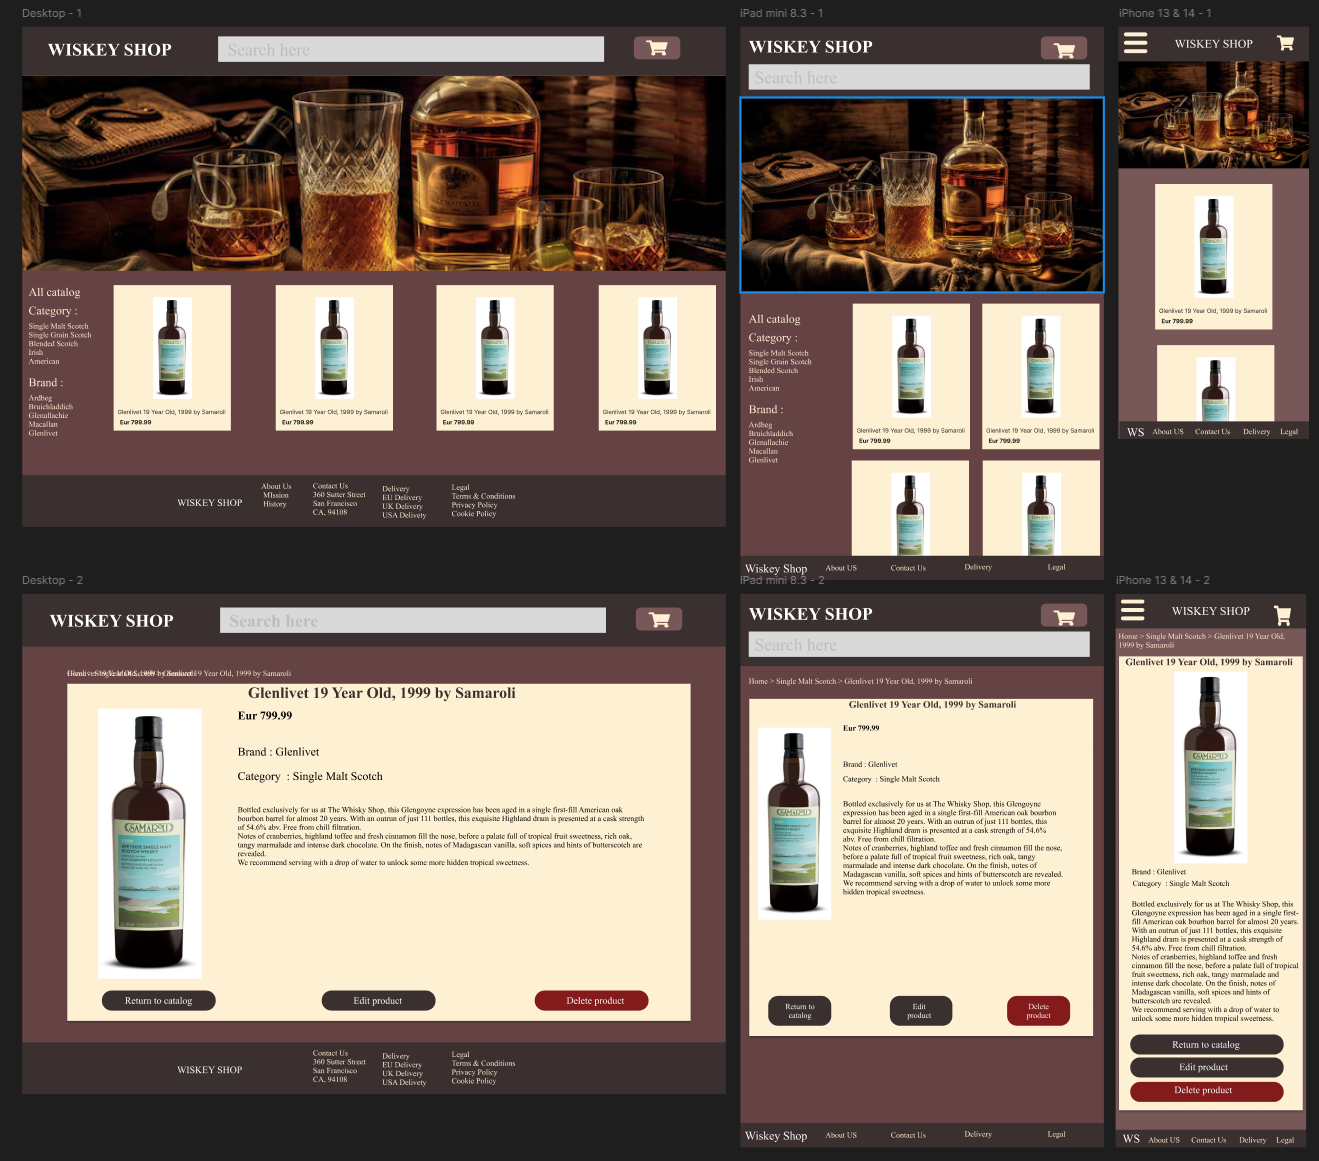 Desktop - 1
WISKEY SHOP
Search here
All catalog
Category :
Single Malt Scotch
Single Grain Scotch
Blended Scotch
Irish
American
Brand :
Ardbeg
Bruichladdich
Glenallachie
Macallan
Glenlivet
Glenlivet 19 Year Old, 1999 by Samaroli
Eur 799.99
Glenlivet 19 Year Old, 1999 by Samaroli
Eur 799.99
Glenlivet 19 Year Old, 1999 by Samaroli
Eur 799.99
Glenlivet 19 Year Old, 1999 by Samaroli
Eur 799.99
WISKEY SHOP
About Us
MIssion
History
Contact Us
360 Sutter Street
San Francisco
CA, 94108
Delivery
EU Delivery
UK Delivery
USA Delivety
Legal
Terms & Conditions
Privacy Policy
Cookie Policy
iPad mini 8.3 - 1
WISKEY SHOP
Search here
All catalog
Category :
Single Malt Scotch
Single Grain Scotch
Blended Scotch
Irish
American
Brand :
Ardbeg
Bruichladdich
Glenallachie
Macallan
Glenlivet
Glenlivet 19 Year Old, 1999 by Samaroli
Eur 799.99
Glenlivet 19 Year Old, 1999 by Samaroli
Eur 799.99
Wiskey Shop
About US
Contact Us
Delivery
Legal
iPhone 13 & 14 - 1
WISKEY SHOP
Glenlivet 19 Year Old, 1999 by Samaroli
Eur 799.99
WS
About US
Contact Us
Delivery
Legal
Desktop - 2
WISKEY SHOP
Search here
19 Year Old, 1999 by Samaroli
Glenlivet 19 Year Old, 1999 by Samaroli
SAMAROLI
SPEYSIDE SINGLE MALT
SCOTCH WHISKY
Eur 799.99
Brand : Glenlivet
Category : Single Malt Scotch
Bottled exclusively for us at The Whisky Shop, this Glengoyne expression has been aged in a single first-fill American oak
bourbon barrel for almost 20 years. With an outrun of just 111 bottles, this exquisite Highland dram is presented at a cask strength
of 54.6% abv. Free from chill filtration.
Notes of cranberries, highland toffee and fresh cinnamon fill the nose, before a palate full of tropical fruit sweetness, rich oak,
tangy marmalade and intense dark chocolate. On the finish, notes of Madagascan vanilla, soft spices and hints of butterscotch are
revealed.
We recommend serving with a drop of water to unlock some more hidden tropical sweetness.
Return to catalog
Edit product
Delete product
WISKEY SHOP
Contact Us
360 Sutter Street
San Francisco
CA, 94108
Delivery
EU Delivery
UK Delivery
USA Delivety
Legal
Terms & Conditions
Privacy Policy
Cookie Policy
iPad mini 8.3 - 2
WISKEY SHOP
Search here
Home > Single Malt Scotch > Glenlivet 19 Year Old, 1999 by Samaroli
Glenlivet 19 Year Old, 1999 by Samaroli
SAMAROLI
Eur 799.99
Brand : Glenlivet
Category : Single Malt Scotch
Bottled exclusively for us at The Whisky Shop, this Glengoyne
expression has been aged in a single first-fill American oak bourbon
barrel for almost 20 years. With an outrun of just 111 bottles, this
exquisite Highland dram is presented at a cask strength of 54.6%
abv. Free from chill filtration.
Notes of cranberries, highland toffee and fresh cinnamon fill the nose,
before a palate full of tropical fruit sweetness, rich oak, tangy
marmalade and intense dark chocolate. On the finish, notes of
Madagascan vanilla, soft spices and hints of butterscotch are revealed.
We recommend serving with a drop of water to unlock some more
hidden tropical sweetness.
Return to
catalog
Edit
product
Delete
product
Wiskey Shop
About US
Contact Us
Delivery
Legal
iPhone 13 & 14 - 2
WISKEY SHOP
Home > Single Malt Scotch > Glenlivet 19 Year Old,
1999 by Samaroli
Glenlivet 19 Year Old, 1999 by Samaroli
SAMAROLI
Brand : Glenlivet
Category : Single Malt Scotch
Bottled exclusively for us at The Whisky Shop, this
Glengoyne expression has been aged in a single first-
fill American oak bourbon barrel for almost 20 years.
With an outrun of just 111 bottles, this exquisite
Highland dram is presented at a cask strength of
54.6% abv. Free from chill filtration.
Notes of cranberries, highland toffee and fresh
cinnamon fill the nose, before a palate full of tropical
fruit sweetness, rich oak, tangy marmalade and
intense dark chocolate. On the finish, notes of
Madagascan vanilla, soft spices and hints of
butterscotch are revealed.
We recommend serving with a drop of water to
unlock some more hidden tropical sweetness.
Return to catalog
Edit product
Delete product
WS
About US
Contact Us
Delivery
Legal